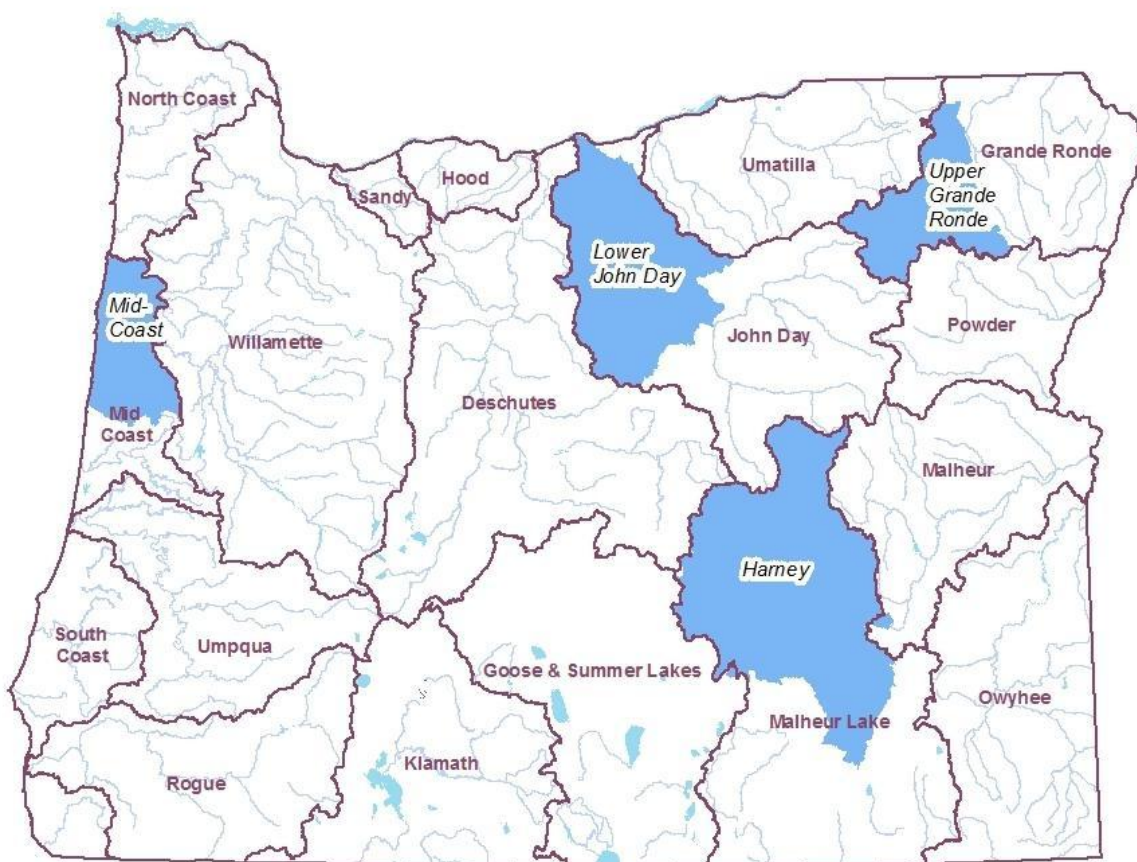 North Coast
Hood
Sandy
Umatilla
Grande Ronde
Upper
Grande
Ronde
Lower
John Day
Mid-
Coast
Willamette
John Day
Powder
Deschutes
Mid
Coast
Malheur
Harney
South
Coast
Umpqua
Goose & Summer Lakes
Owyhee
Malheur Lake
Klamath
Rogue